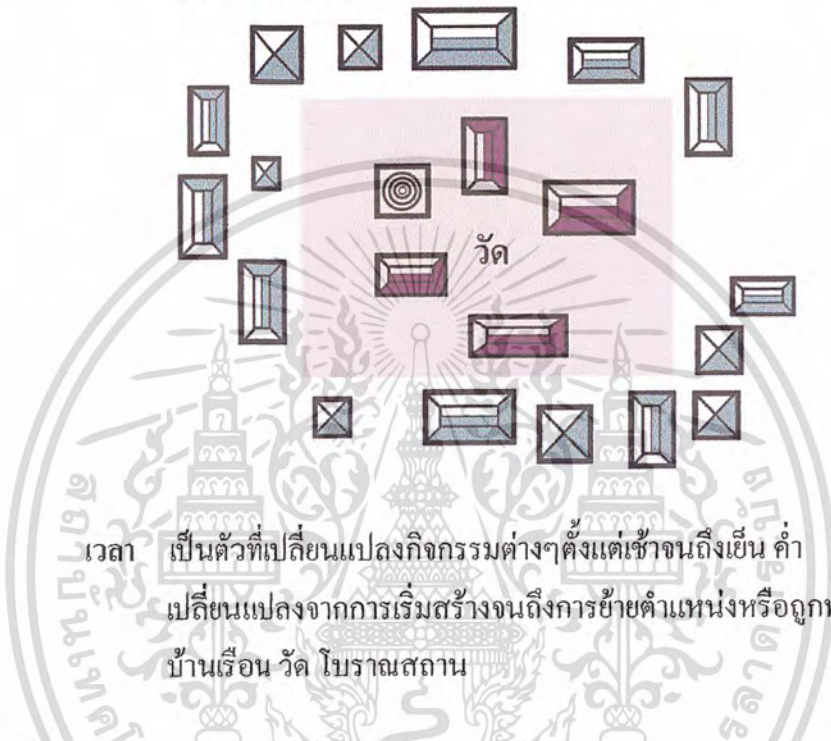 วัด
เวลา เป็นตัวที่เปลี่ยนแปลงกิจกรรมต่างๆตั้งแต่เช้าจนถึงเย็น ค่ำ
เปลี่ยนแปลงจากการเริ่มสร้างจนถึงการย้ายตำแหน่งหรือถูกท
บ้านเรือน วัด โบราณสถาน